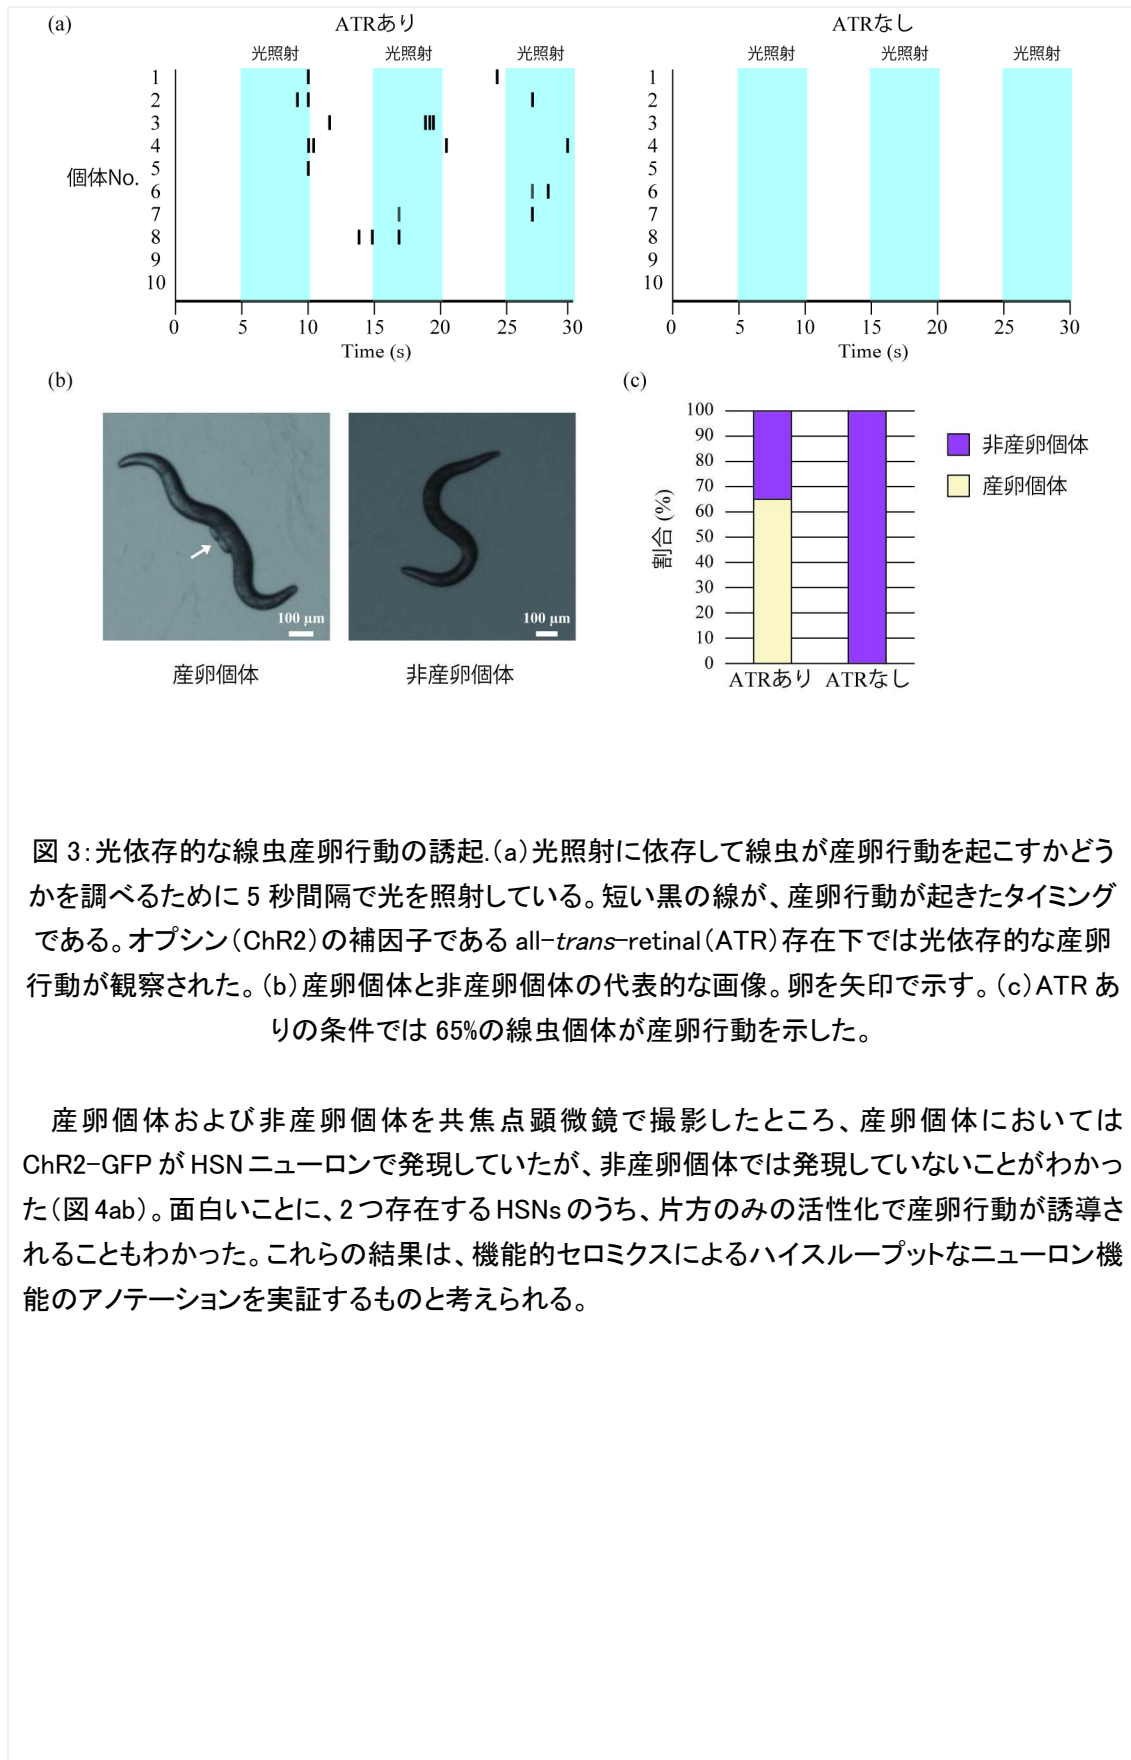 (a)
ATRあり
ATRなし
光照射 光照射 光照射
光照射 光照射 光照射
個体No.
1
2
3
4
5
6
7
8
9
10
0 5 10 15 20 25 30
Time (s)
1
2
3
4
5
6
7
8
9
10
0 5 10 15 20 25 30
Time (s)
(b)
100 µm
100 µm
産卵個体
非産卵個体
(c)
割合 (%)
100
90
80
70
60
50
40
30
20
10
0
ATRあり ATRなし
非産卵個体
産卵個体
図 3：光依存的な線虫産卵行動の誘起.（a）光照射に依存して線虫が産卵行動を起こすかどう
かを調べるために 5 秒間隔で光を照射している。短い黒の線が、産卵行動が起きたタイミング
である。オプシン（ChR2）の補因子である all-trans-retinal（ATR）存在下では光依存的な産卵
行動が観察された。（b）産卵個体と非産卵個体の代表的な画像。卵を矢印で示す。（c）ATR あ
りの条件では 65%の線虫個体が産卵行動を示した。
産卵個体および非産卵個体を共焦点顕微鏡で撮影したところ、産卵個体においては
ChR2-GFP が HSN ニューロンで発現していたが、非産卵個体では発現していないことがわかっ
た（図 4ab）。面白いことに、2 つ存在する HSNs のうち、片方のみの活性化で産卵行動が誘導さ
れることもわかった。これらの結果は、機能的セロミクスによるハイスループットなニューロン機
能のアノテーションを実証するものと考えられる。